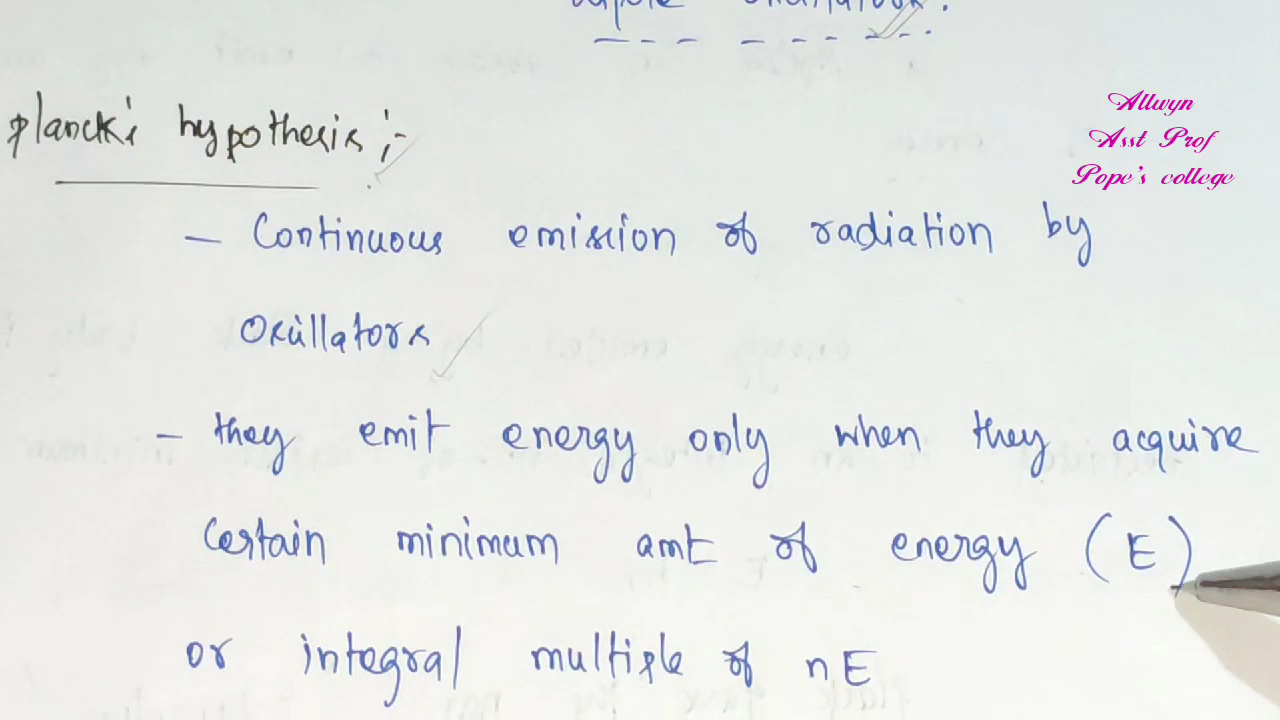 Planck's hypothesis :-
Allwyn
Asst Prof
Pope's college
- Continuous emission of radiation by
Oscillators
- they emit energy only when they acquire
Certain minimum amt of energy (E)
or integral multiple of nE